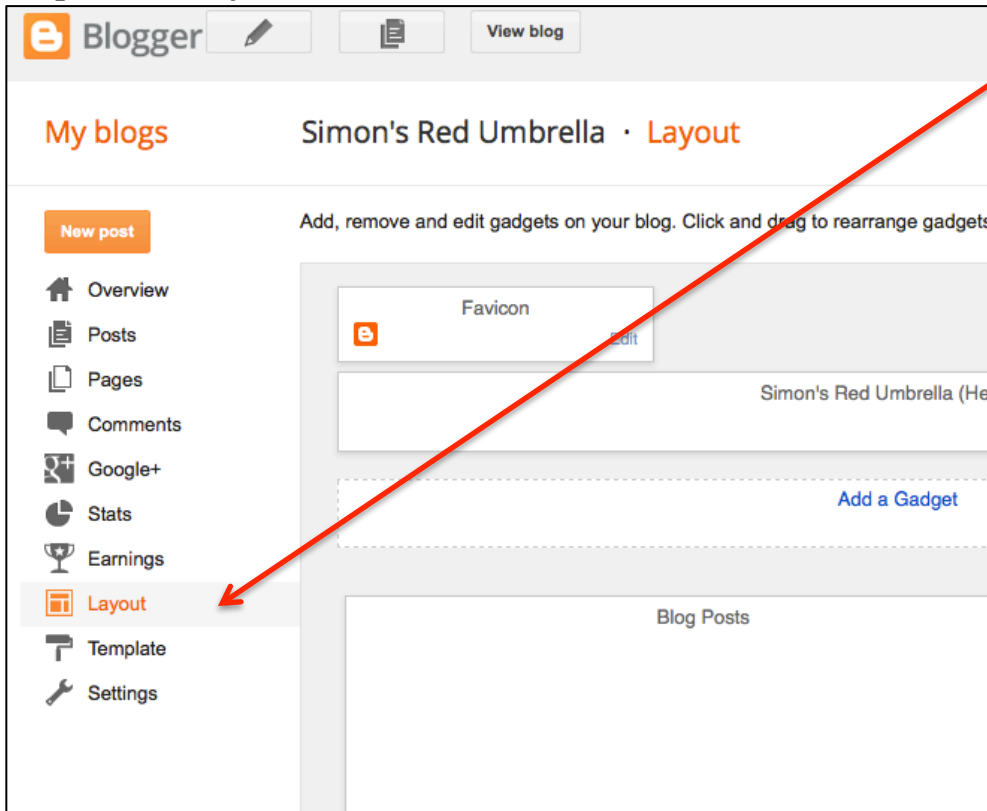 Blogger
View blog
My blogs
Simon's Red Umbrella · Layout
New post
Add, remove and edit gadgets on your blog. Click and drag to rearrange gadgets
Overview
Posts
Pages
Comments
Google+
Stats
Earnings
Layout
Template
Settings
Favicon
Edit
Simon's Red Umbrella (He
Add a Gadget
Blog Posts